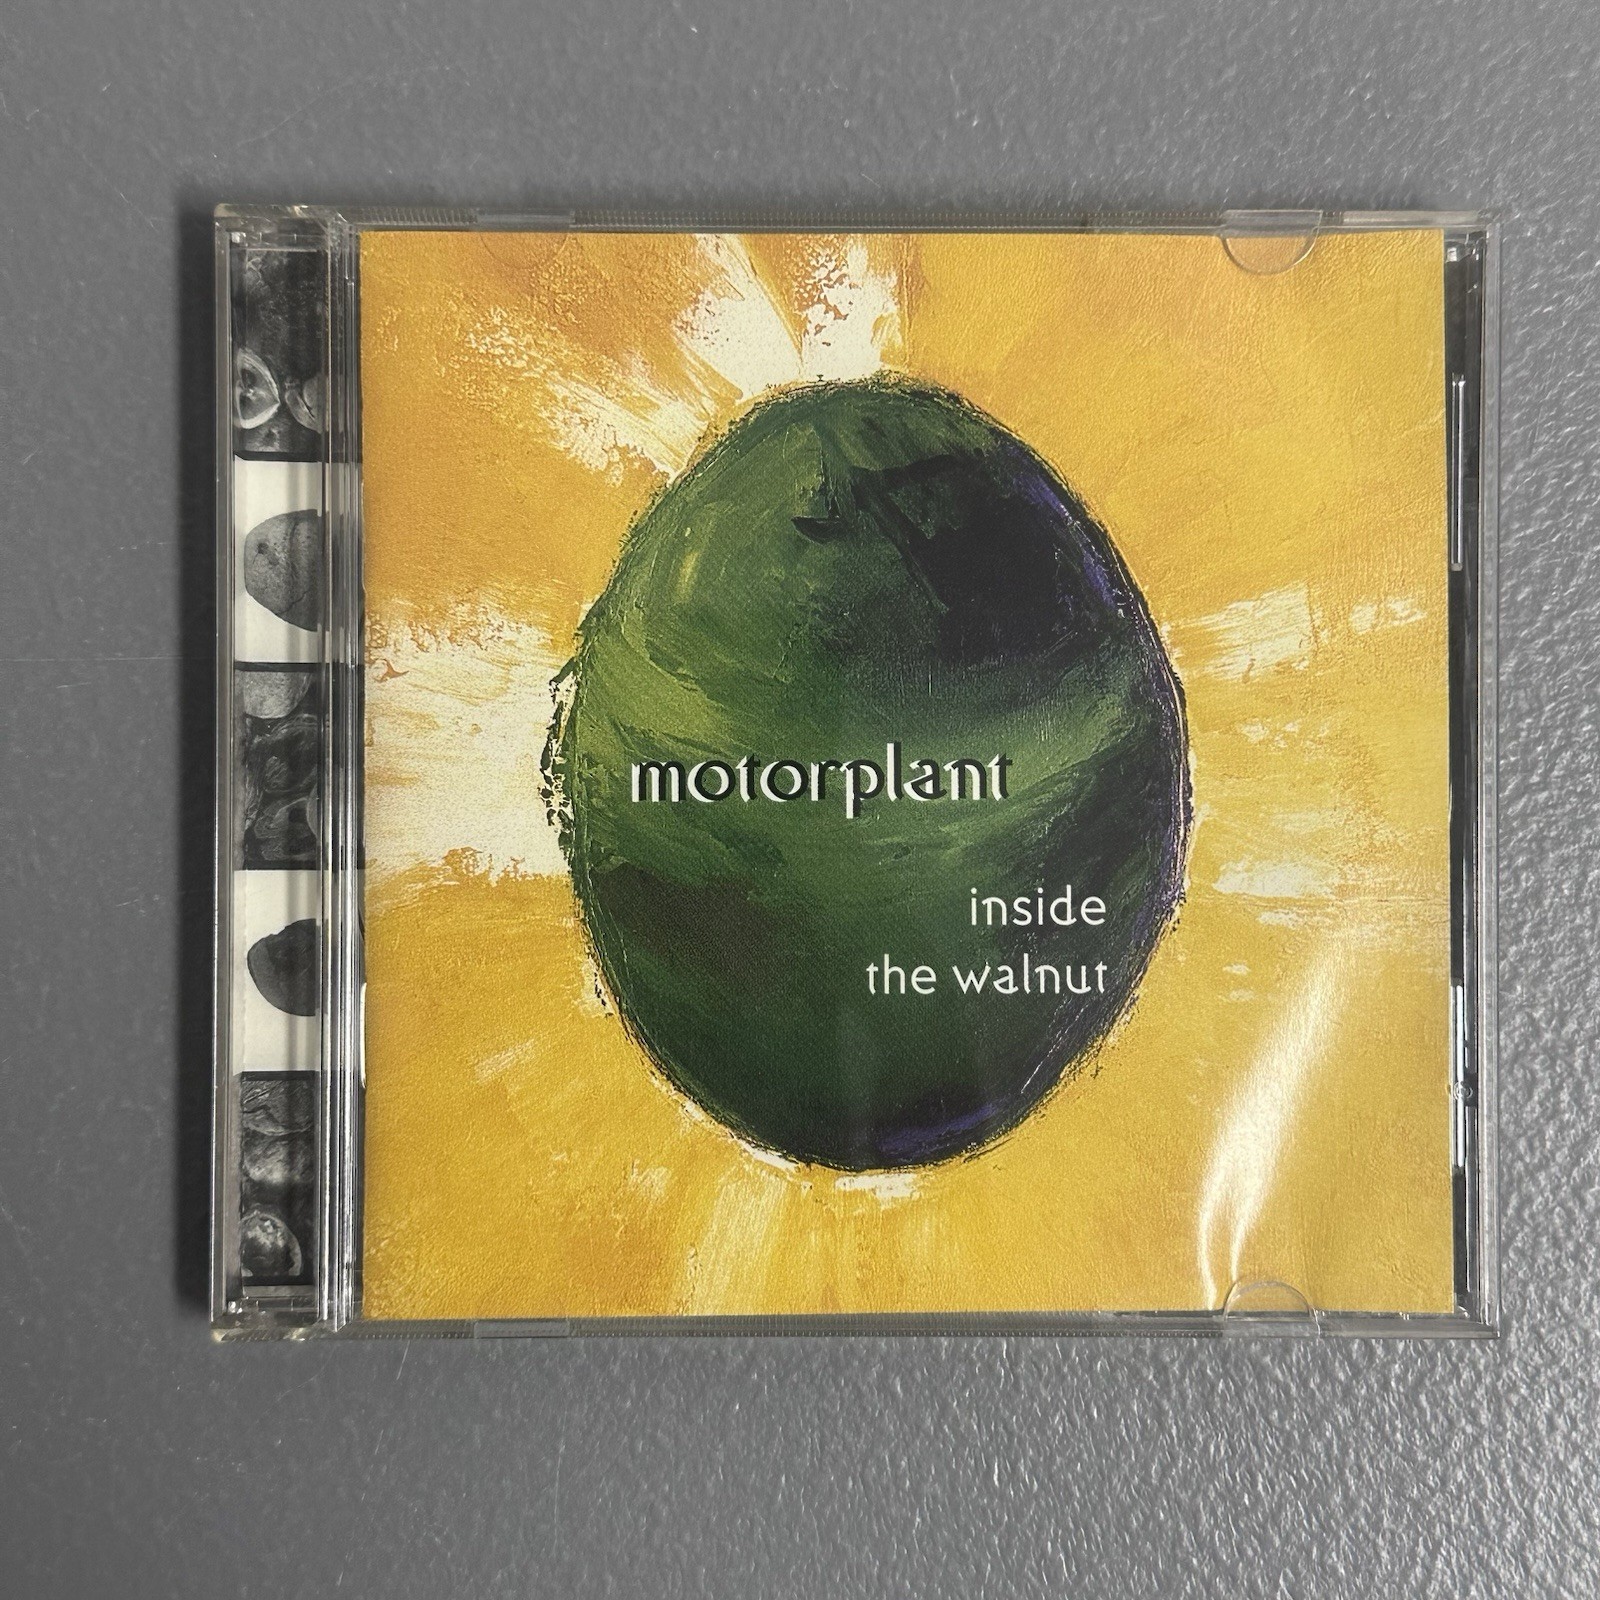 motorplant
inside
the walnut